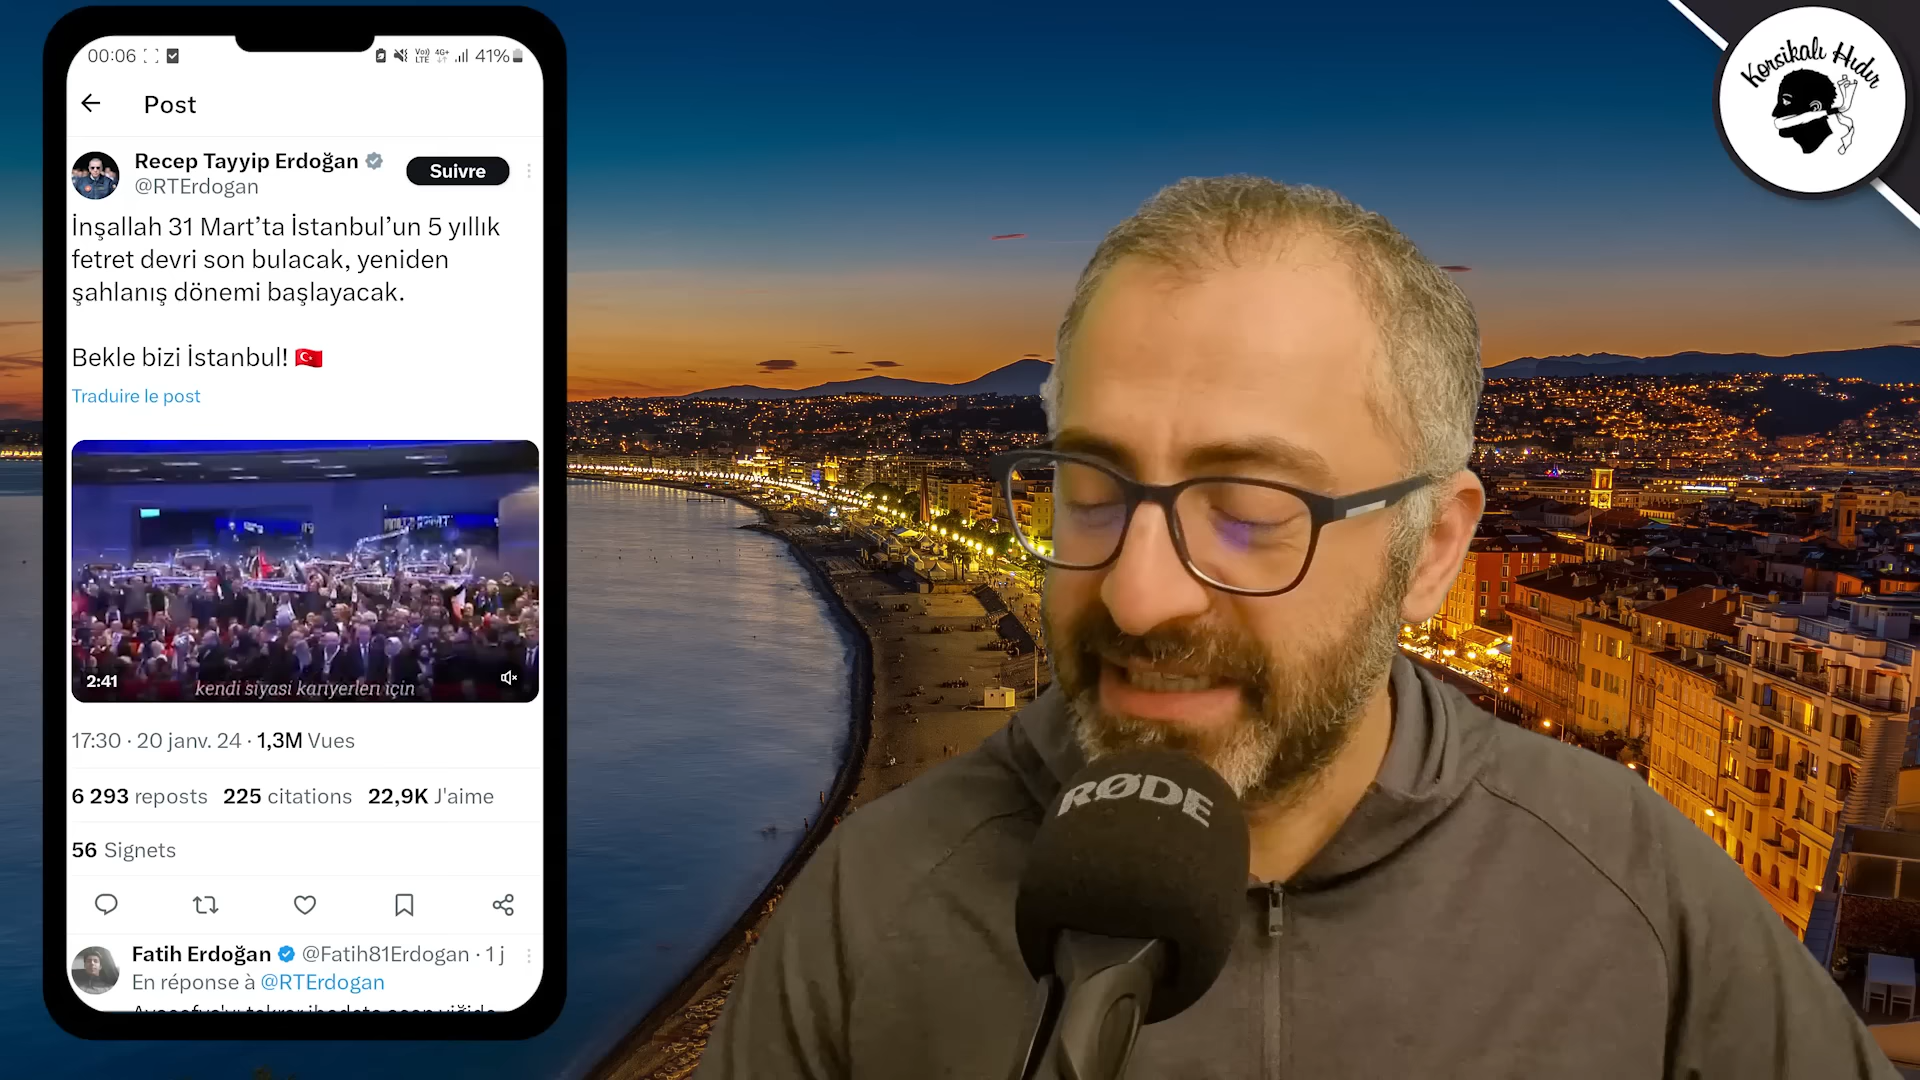 00:06
Vo))
LTE
4G+
41%
Post
Recep Tayyip Erdoğan
Suivre
@RTErdogan
İnşallah 31 Mart’ta İstanbul’un 5 yıllık
fetret devri son bulacak, yeniden
şahlanış dönemi başlayacak.
Bekle bizi İstanbul! 🇹🇷
Traduire le post
2:41
kendi siyasi kariyerleri için
17:30 · 20 janv. 24 · 1,3M Vues
6 293 reposts 225 citations 22,9K J'aime
56 Signets
Fatih Erdoğan @Fatih81Erdogan · 1 j
En réponse à @RTErdogan
RØDE
Korsikalı Hıdır